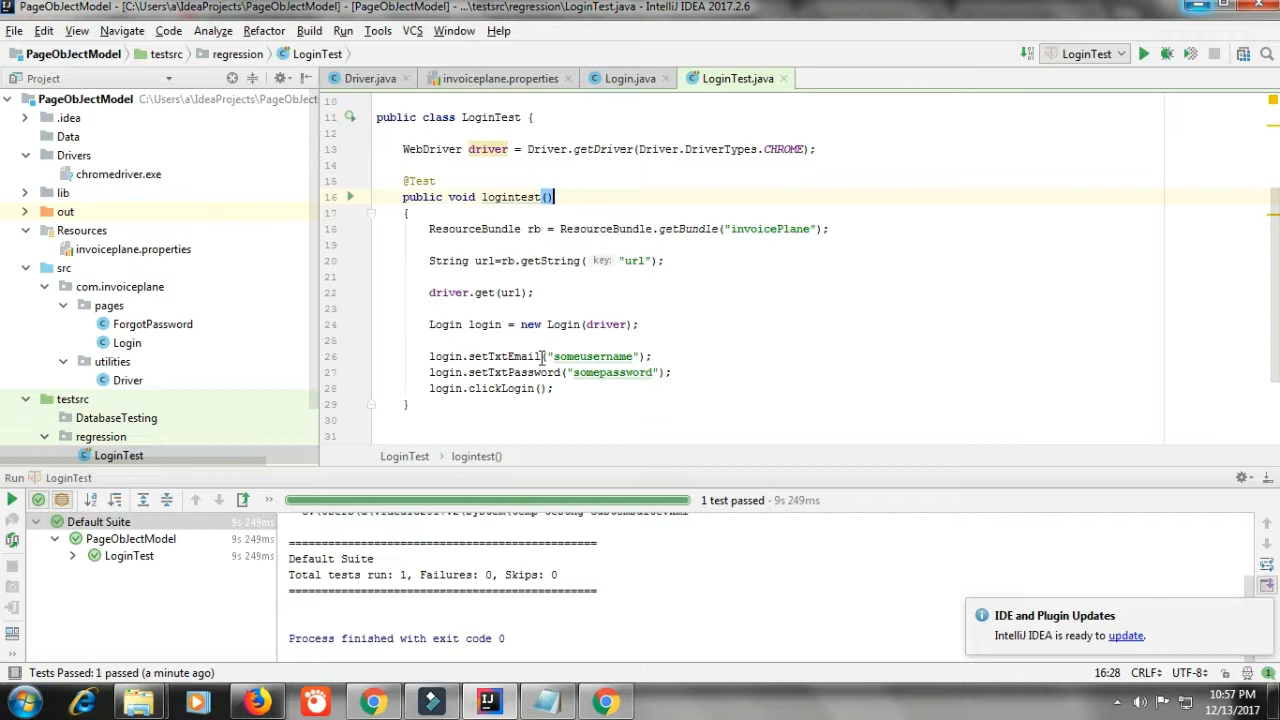 PageObJectModel - [C:\Users\a\IdeaProjects\PageObJectModel] - [PageObJectModel] - ...\testsrc\regression\LoginTest.java - IntelliJ IDEA 2017.2.6
File Edit View Navigate Code Analyze Refactor Build Run Tools VCS Window Help
PageObJectModel testsrc regression LoginTest LoginTest
Project Driver.java invoiceplane.properties Login.java LoginTest.java
PageObJectModel C:\Users\a\IdeaProjects\PageObJect
.idea
Data
Drivers
chromedriver.exe
lib
out
Resources
invoiceplane.properties
src
com.invoiceplane
pages
ForgotPassword
Login
utilities
Driver
testsrc
DatabaseTesting
regression
LoginTest
10
11 public class LoginTest {
12
13 WebDriver driver = Driver.getDriver(Driver.DriverTypes.CHROME);
14
15 @Test
16 public void logintest()
17 {
18 ResourceBundle rb = ResourceBundle.getBundle("invoicePlane");
19
20 String url=rb.getString( key: "url");
21
22 driver.get(url);
23
24 Login login = new Login(driver);
25
26 login.setTxtEmail("someusername");
27 login.setTxtPassword("somepassword");
28 login.clickLogin();
29 }
30
31
LoginTest › logintest()
Run LoginTest
1 test passed - 9s 249ms
Default Suite 9s 249ms
PageObJectModel 9s 249ms
LoginTest 9s 249ms
===============================================
Default Suite
Total tests run: 1, Failures: 0, Skips: 0
===============================================
Process finished with exit code 0
IDE and Plugin Updates
IntelliJ IDEA is ready to update.
Tests Passed: 1 passed (a minute ago) 16:28 CRLF÷ UTF-8÷ 1
10:57 PM
12/13/2017